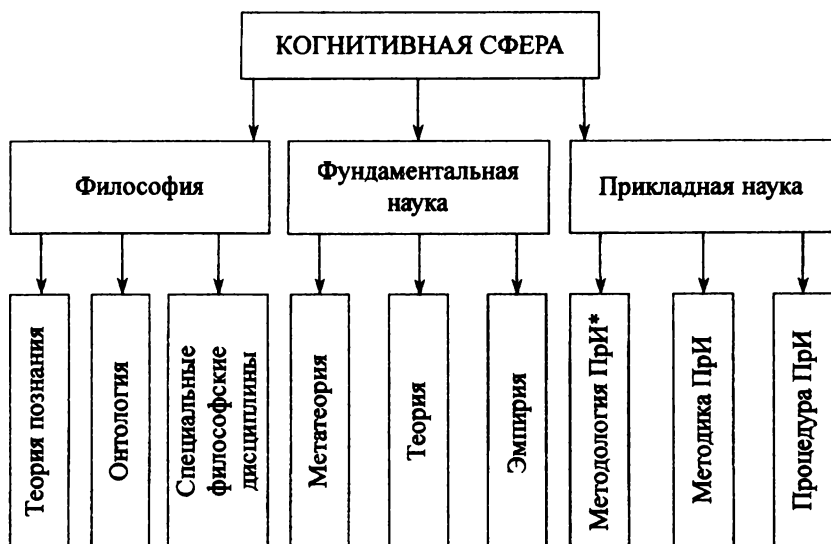 КОГНИТИВНАЯ СФЕРА
Философия
Фундаментальная
наука
Прикладная наука
Теория познания
Онтология
Специальные
философские
дисциплины
Метатеория
Теория
Эмпирия
Методология ПрИ*
Методика ПрИ
Процедура ПрИ